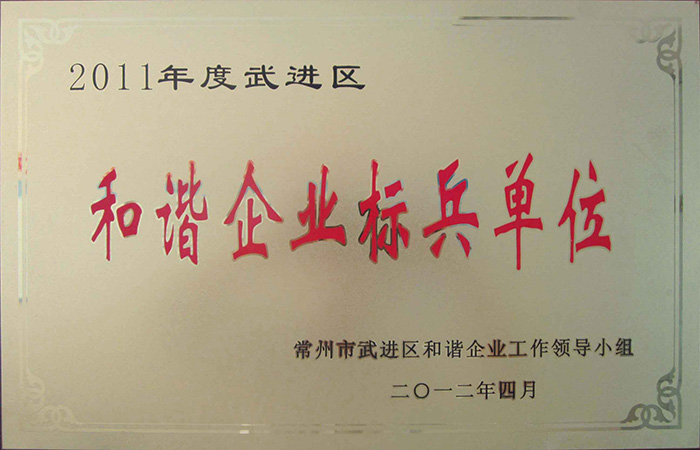 2011年度武进区
和谐企业标兵单位
常州市武进区和谐企业工作领导小组
二〇一二年四月